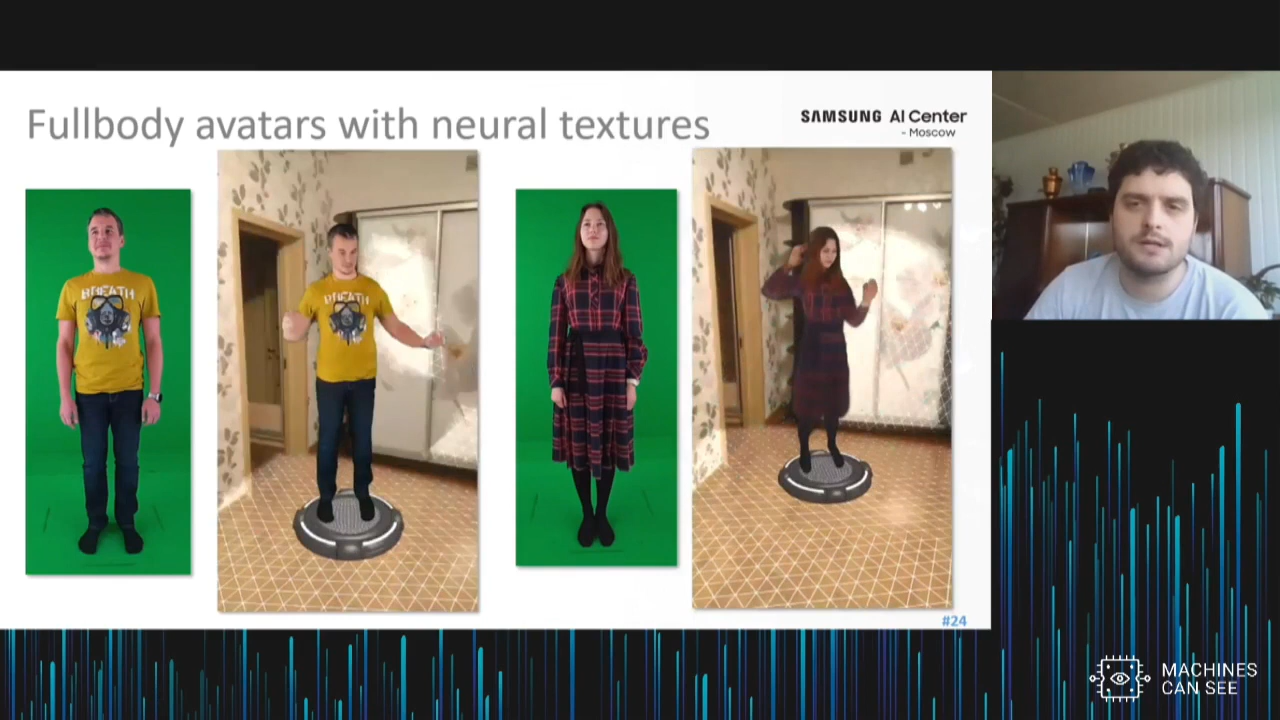 Fullbody avatars with neural textures
SAMSUNG AI Center
- Moscow
BREATH
BREATH
#24
MACHINES
CAN SEE